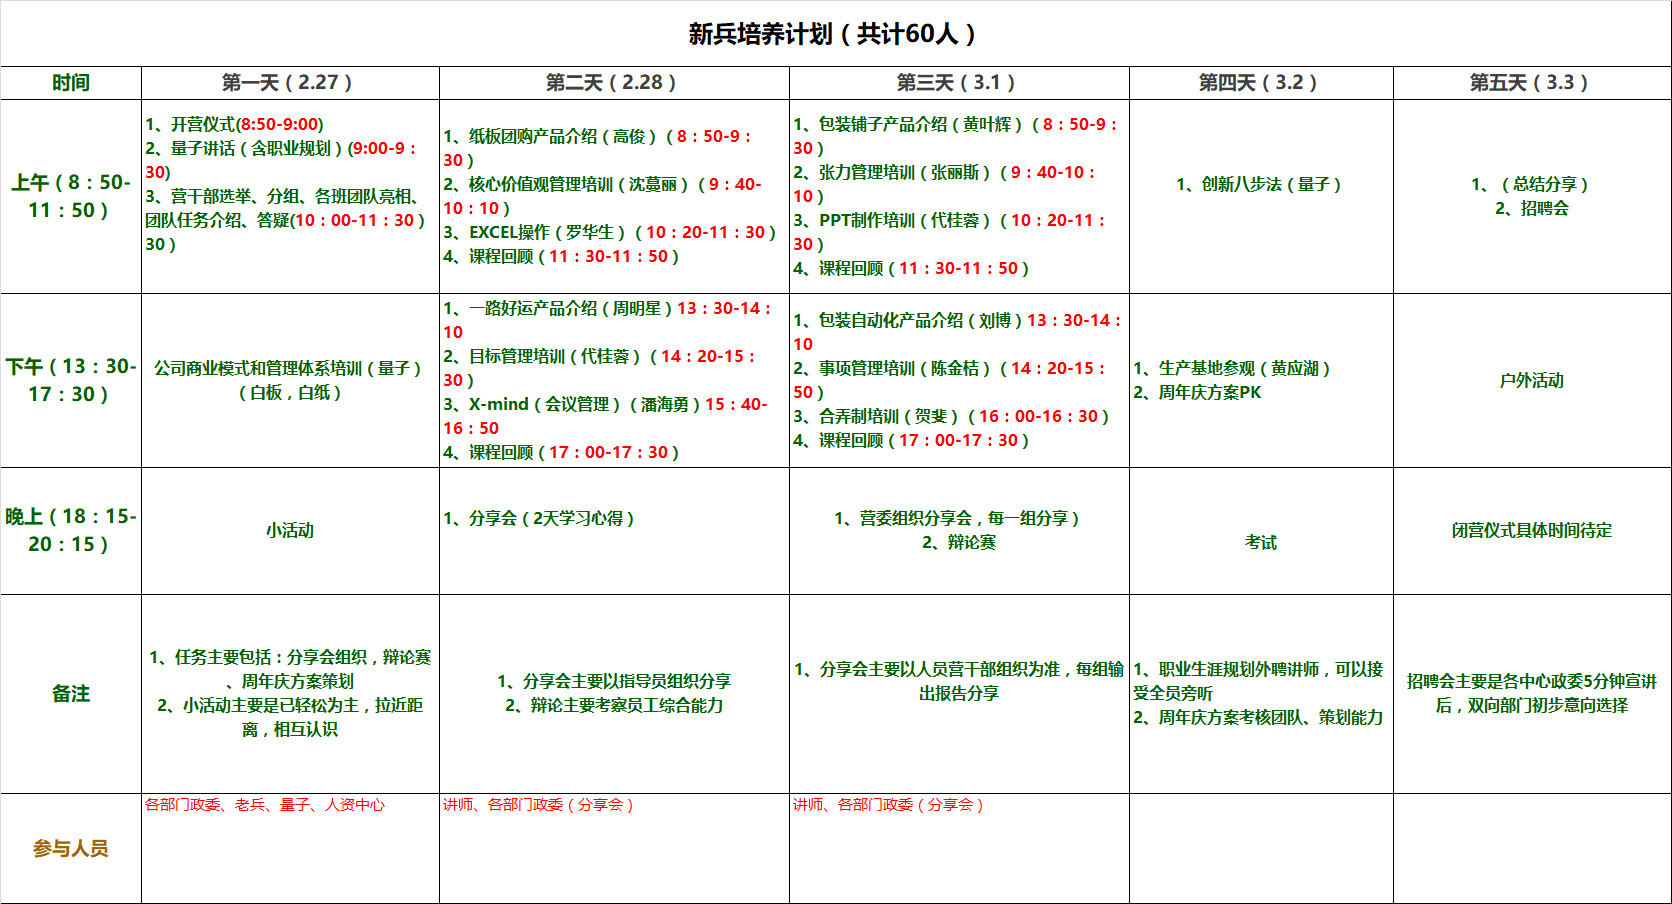 新兵培养计划（共计60人）
时间
第一天（2.27）
第二天（2.28）
第三天（3.1）
第四天（3.2）
第五天（3.3）
上午（8：50-
11：50）
1、开营仪式(8:50-9:00)
2、量子讲话（含职业规划）(9:00-9：
30)
3、营干部选举、分组、各班团队亮相、
团队任务介绍、答疑(10：00-11：30）
30）
1、纸板团购产品介绍（高俊）（8：50-9：
30）
2、核心价值观管理培训（沈蔓丽）（9：40-
10：10）
3、EXCEL操作（罗华生）（10：20-11：30）
4、课程回顾（11：30-11：50）
1、包装铺子产品介绍（黄叶辉）（8：50-9：
30）
2、张力管理培训（张丽斯）（9：40-10：
10）
3、PPT制作培训（代桂蓉）（10：20-11：
30）
4、课程回顾（11：30-11：50）
1、创新八步法（量子）
1、（总结分享）
2、招聘会
下午（13：30-
17：30）
公司商业模式和管理体系培训（量子）
（白板，白纸）
1、一路好运产品介绍（周明星）13：30-14：
10
2、目标管理培训（代桂蓉）（14：20-15：
30）
3、X-mind（会议管理）（潘海勇）15：40-
16：50
4、课程回顾（17：00-17：30）
1、包装自动化产品介绍（刘博）13：30-14：
10
2、事项管理培训（陈金桔）（14：20-15：
50）
3、合弄制培训（贺斐）（16：00-16：30）
4、课程回顾（17：00-17：30）
1、生产基地参观（黄应湖）
2、周年庆方案PK
户外活动
晚上（18：15-
20：15）
小活动
1、分享会（2天学习心得）
1、营委组织分享会，每一组分享）
2、辩论赛
考试
闭营仪式具体时间待定
备注
1、任务主要包括：分享会组织，辩论赛
、周年庆方案策划
2、小活动主要是已轻松为主，拉近距
离，相互认识
1、分享会主要以指导员组织分享
2、辩论主要考察员工综合能力
1、分享会主要以人员营干部组织为准，每组输
出报告分享
1、职业生涯规划外聘讲师，可以接
受全员旁听
2、周年庆方案考核团队、策划能力
招聘会主要是各中心政委5分钟宣讲
后，双向部门初步意向选择
参与人员
各部门政委、老兵、量子、人资中心
讲师、各部门政委（分享会）
讲师、各部门政委（分享会）